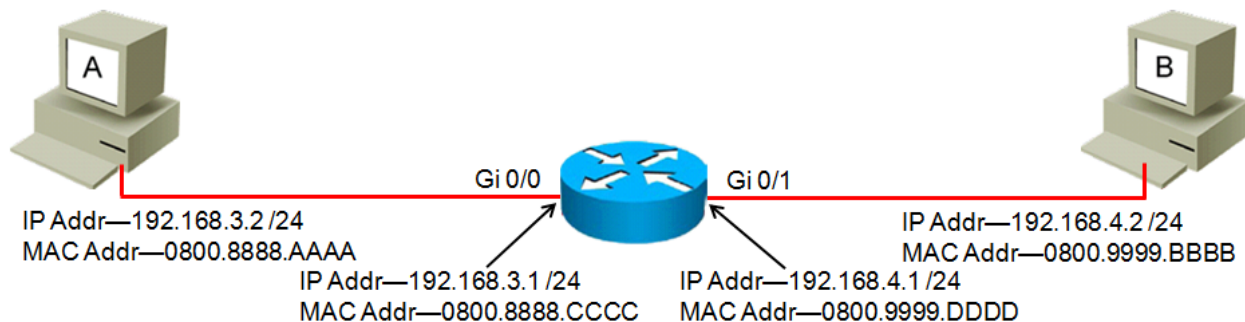 A
B
Gi 0/0
Gi 0/1
IP Addr—192.168.3.2 /24
MAC Addr—0800.8888.AAAA
IP Addr—192.168.4.2 /24
MAC Addr—0800.9999.BBBB
IP Addr—192.168.3.1 /24
MAC Addr—0800.8888.CCCC
IP Addr—192.168.4.1 /24
MAC Addr—0800.9999.DDDD